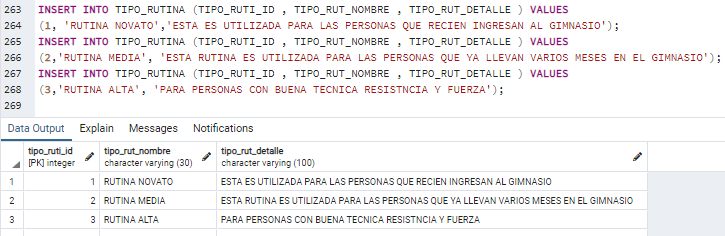 263 INSERT INTO TIPO_RUTINA (TIPO_RUTI_ID , TIPO_RUT_NOMBRE , TIPO_RUT_DETALLE ) VALUES
264 (1, 'RUTINA NOVATO','ESTA ES UTILIZADA PARA LAS PERSONAS QUE RECIEN INGRESAN AL GIMNASIO');
265 INSERT INTO TIPO_RUTINA (TIPO_RUTI_ID , TIPO_RUT_NOMBRE , TIPO_RUT_DETALLE ) VALUES
266 (2,'RUTINA MEDIA', 'ESTA RUTINA ES UTILIZADA PARA LAS PERSONAS QUE YA LLEVAN VARIOS MESES EN EL GIMNASIO');
267 INSERT INTO TIPO_RUTINA (TIPO_RUTI_ID , TIPO_RUT_NOMBRE , TIPO_RUT_DETALLE ) VALUES
268 (3,'RUTINA ALTA', 'PARA PERSONAS CON BUENA TECNICA RESISTNCIA Y FUERZA');
269
Data Output Explain Messages Notifications
tipo_ruti_id tipo_rut_nombre tipo_rut_detalle
[PK] integer character varying (30) character varying (100)
1 1 RUTINA NOVATO ESTA ES UTILIZADA PARA LAS PERSONAS QUE RECIEN INGRESAN AL GIMNASIO
2 2 RUTINA MEDIA ESTA RUTINA ES UTILIZADA PARA LAS PERSONAS QUE YA LLEVAN VARIOS MESES EN EL GIMNASIO
3 3 RUTINA ALTA PARA PERSONAS CON BUENA TECNICA RESISTNCIA Y FUERZA